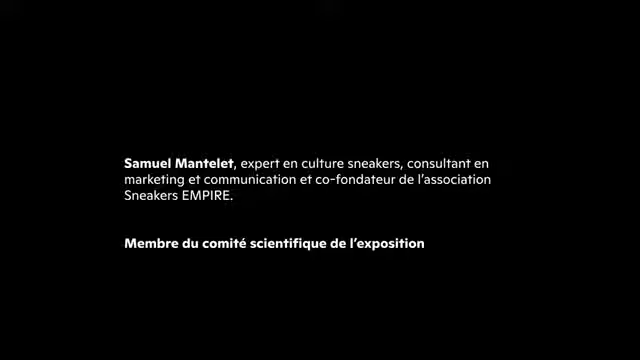 Samuel Mantelet, expert en culture sneakers, consultant en
marketing et communication et co-fondateur de l’association
Sneakers EMPIRE.
Membre du comité scientifique de l’exposition